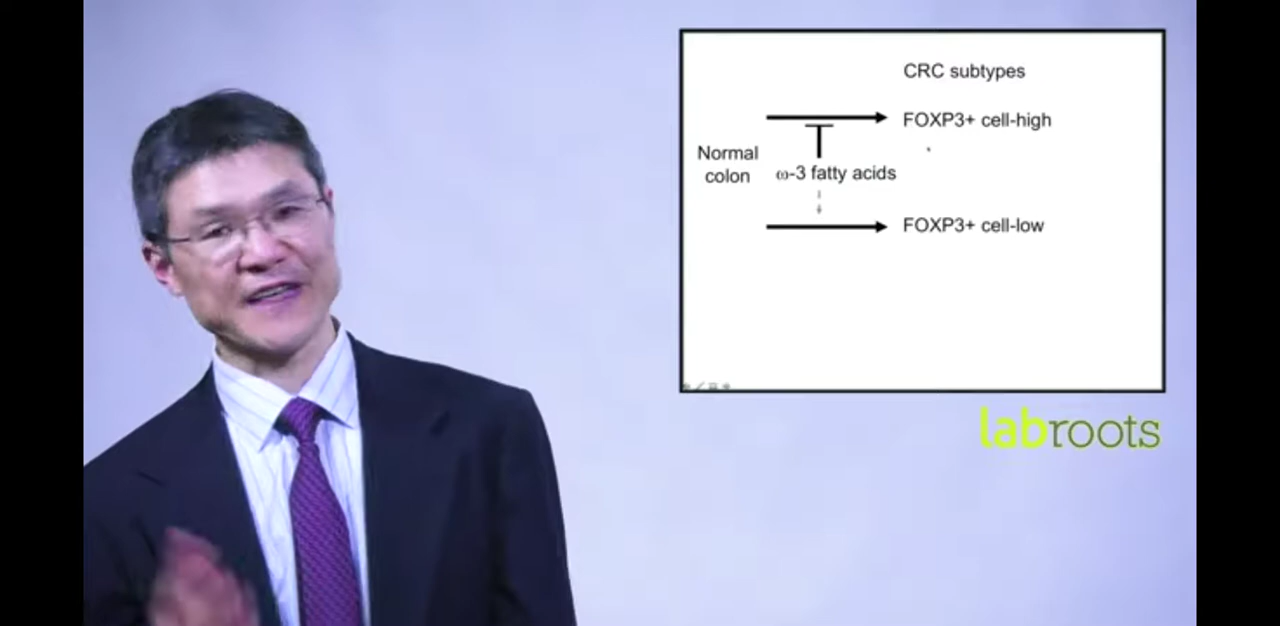 CRC subtypes
FOXP3+ cell-high
Normal
colon
ω-3 fatty acids
FOXP3+ cell-low
labroots